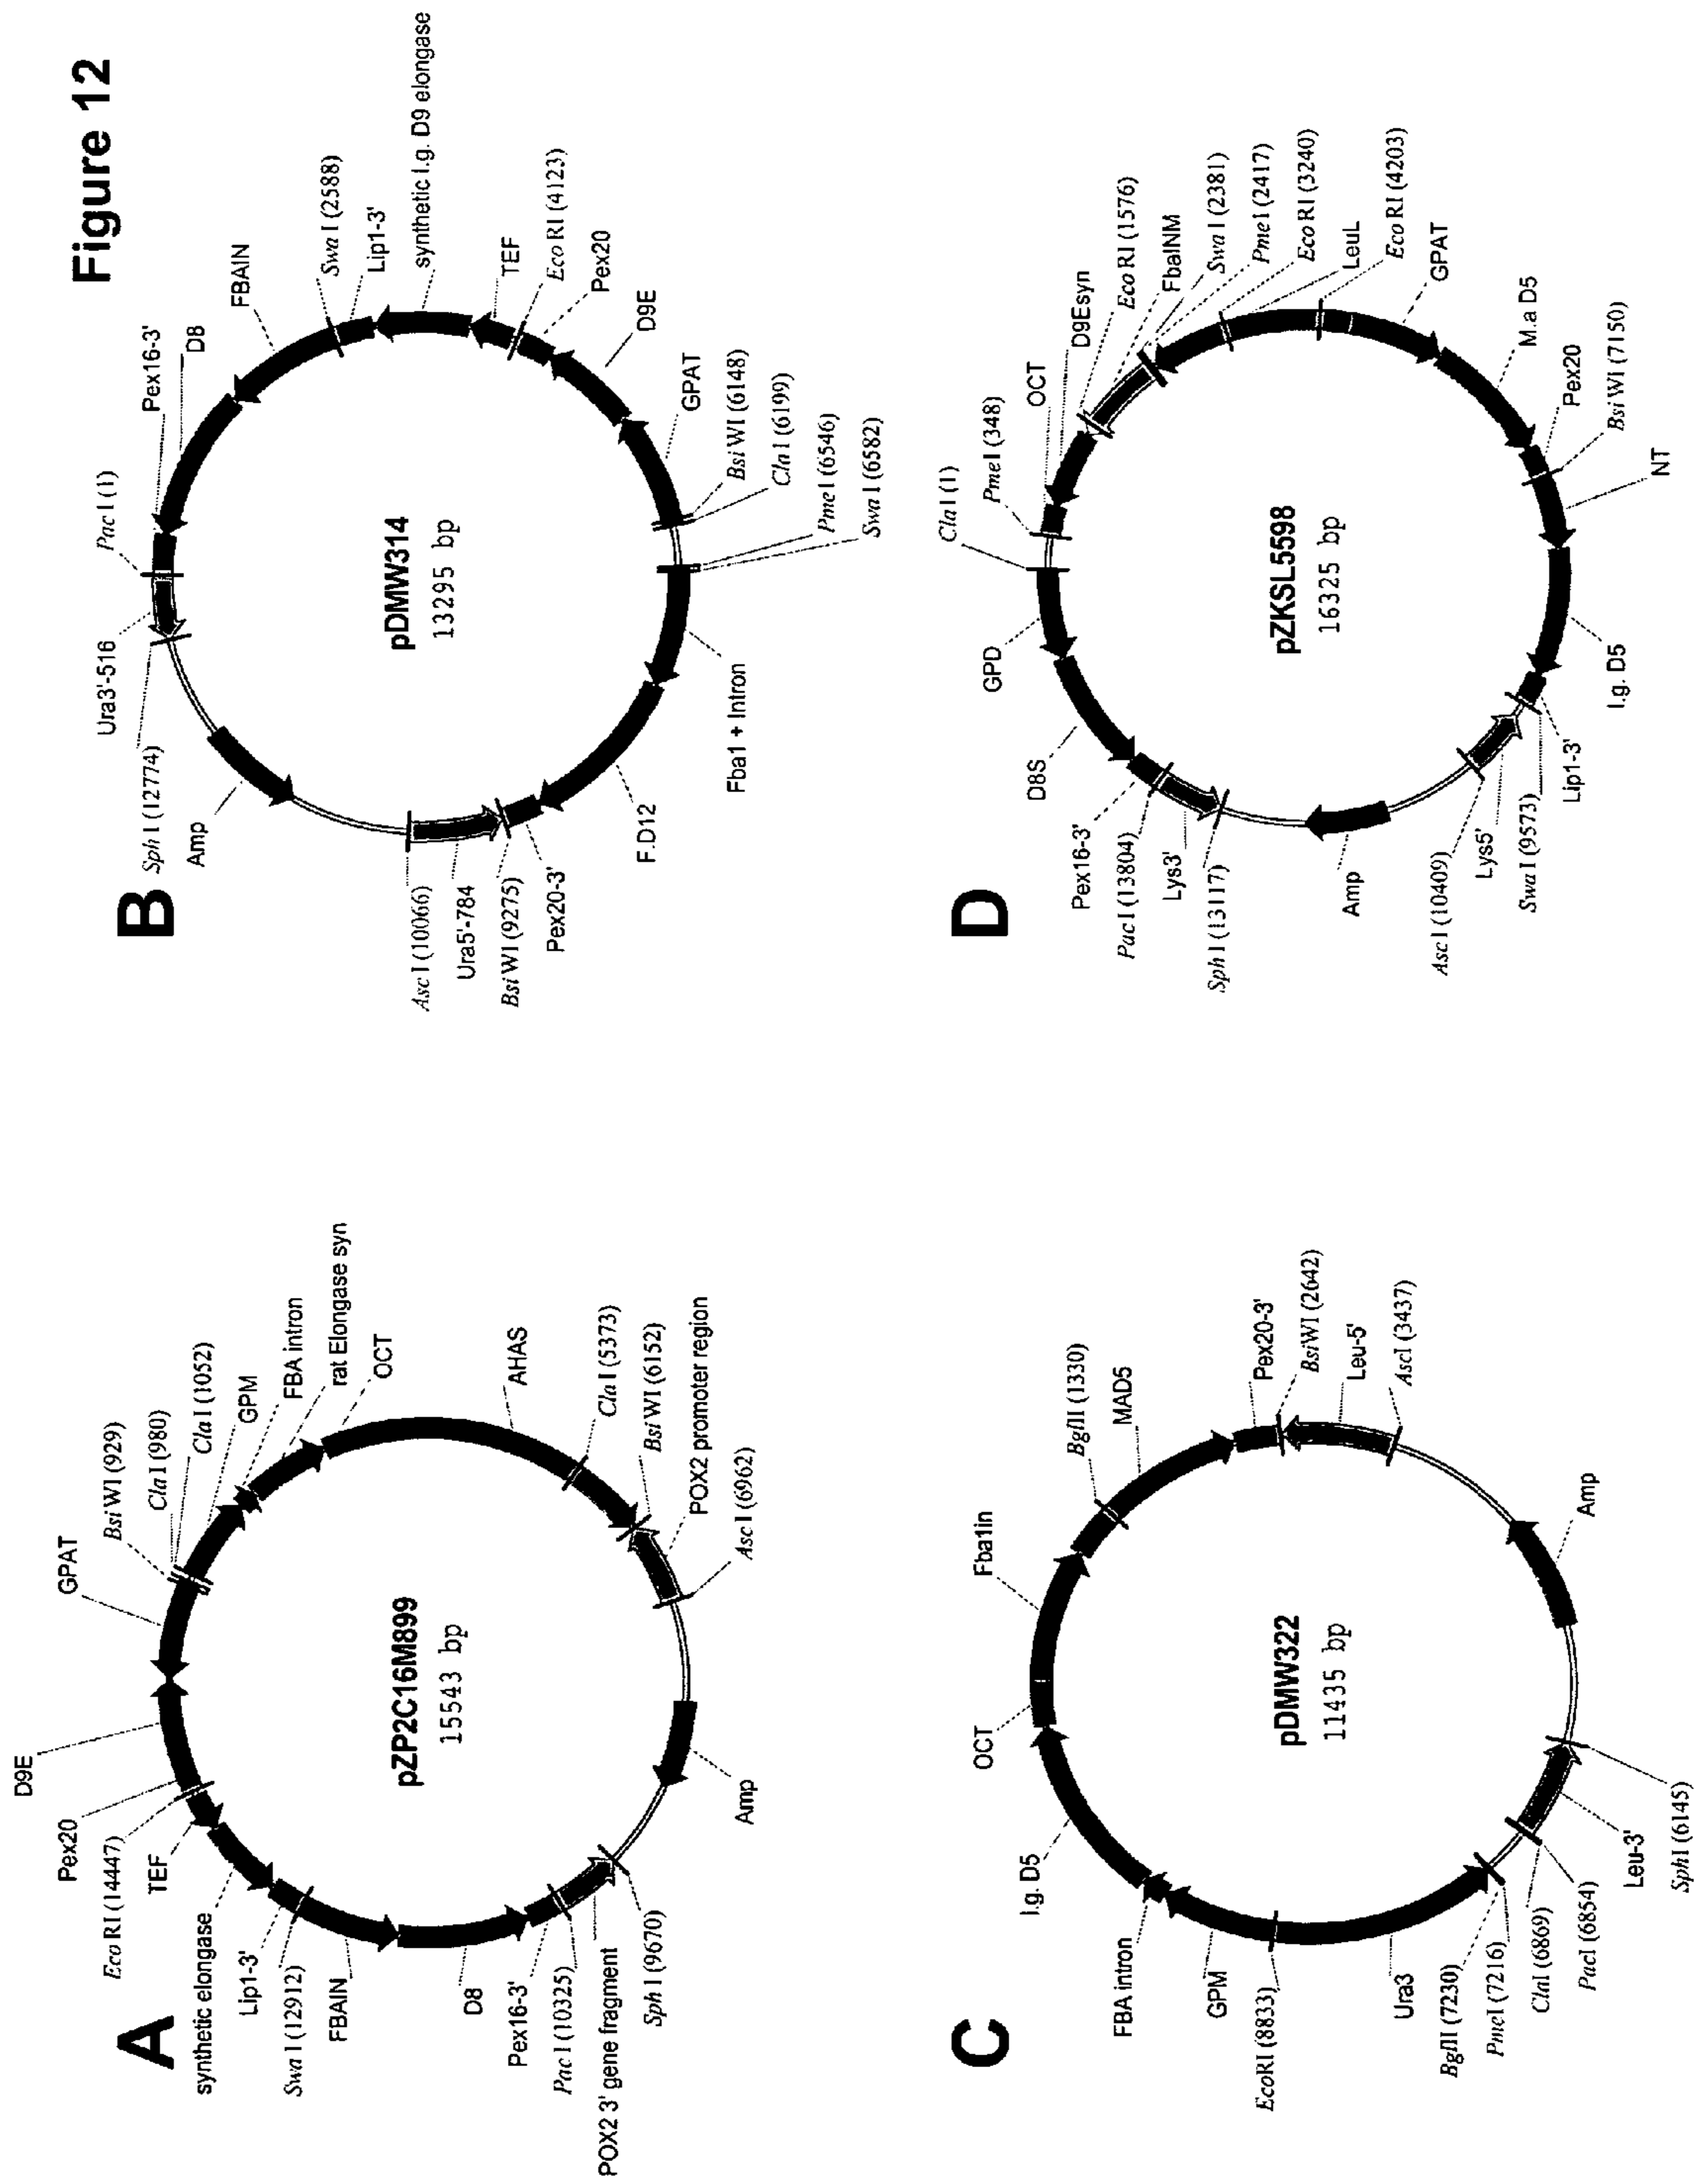 Figure 12
A
D9E
Pex20
GPAT
BsiWI (929)
ClaI (980)
ClaI (1052)
GPM
FBA intron
rat Elongase syn
OCT
AHAS
ClaI (5373)
BsiWI (6152)
POX2 promoter region
AscI (6962)
Amp
SphI (9670)
POX2 3' gene fragment
PacI (10325)
Pex16-3'
D8
FBAIN
SwaI (12912)
Lip1-3'
synthetic elongase
TEF
EcoRI (14447)
pZP2C16M899
15543 bp
B
PacI (1)
Pex16-3'
D8
FBAIN
SwaI (2588)
Lip1-3'
synthetic I.g. D9 elongase
TEF
EcoRI (4123)
Pex20
D9E
GPAT
BsiWI (6148)
ClaI (6199)
PmeI (6546)
SwaI (6582)
Fba1 + Intron
F.D12
Pex20-3'
BsiWI (9275)
Ura5'-784
AscI (10066)
Amp
SphI (12774)
Ura3'-516
pDMW314
13295 bp
C
Fba1in
BglII (1330)
MAD5
Pex20-3'
BsiWI (2642)
Leu-5'
AscI (3437)
Amp
SphI (6145)
Leu-3'
PacI (6854)
ClaI (6869)
PmeI (7216)
BglII (7230)
Ura3
EcoRI (8833)
GPM
FBA intron
I.g. D5
OCT
pDMW322
11435 bp
D
ClaI (1)
PmeI (348)
OCT
D9Esyn
EcoRI (1576)
FbaINM
SwaI (2381)
PmeI (2417)
EcoRI (3240)
LeuL
EcoRI (4203)
GPAT
M.a D5
Pex20
BsiWI (7150)
NT
I.g. D5
Lip1-3'
SwaI (9573)
Lys5'
AscI (10409)
Amp
SphI (13117)
Lys3'
PacI (13804)
Pex16-3'
D8S
GPD
pZKSL5598
16325 bp